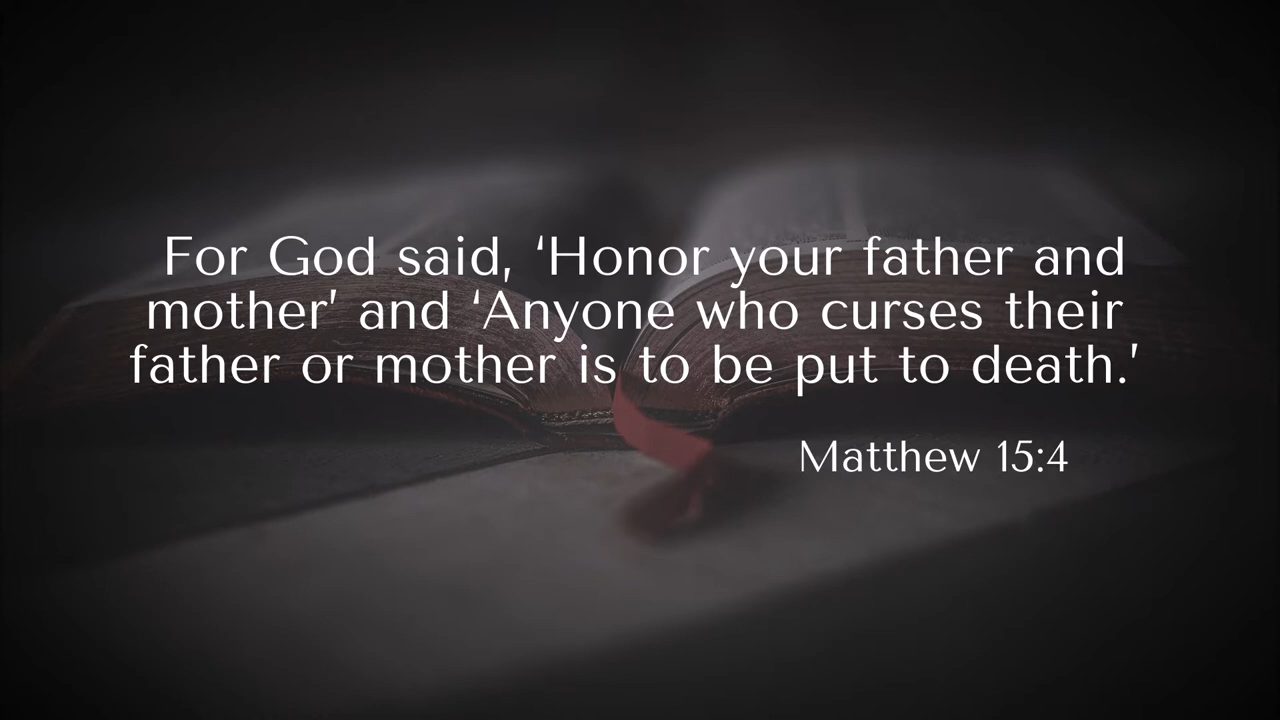 For God said, ‘Honor your father and
mother’ and ‘Anyone who curses their
father or mother is to be put to death.’
Matthew 15:4